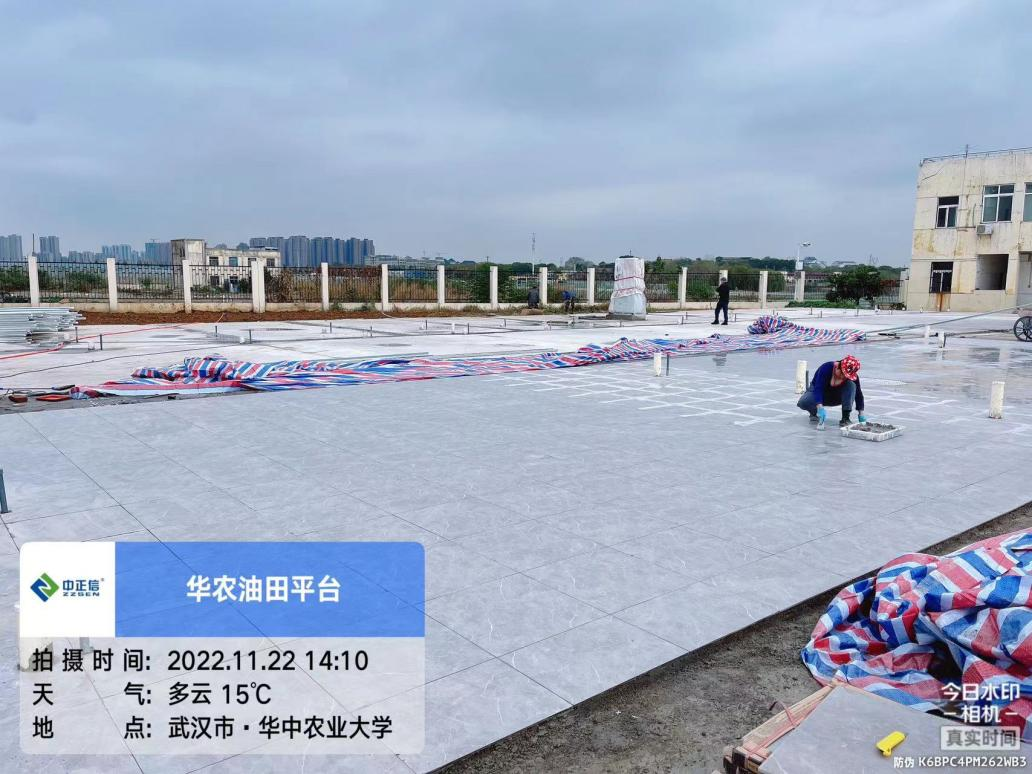 中正信®
ZZSEN
华农油田平台
拍摄时间: 2022.11.22 14:10
天气: 多云 15℃
地点: 武汉市·华中农业大学
今日水印
相机
真实时间
防伪 K6BPC4PM262WB3